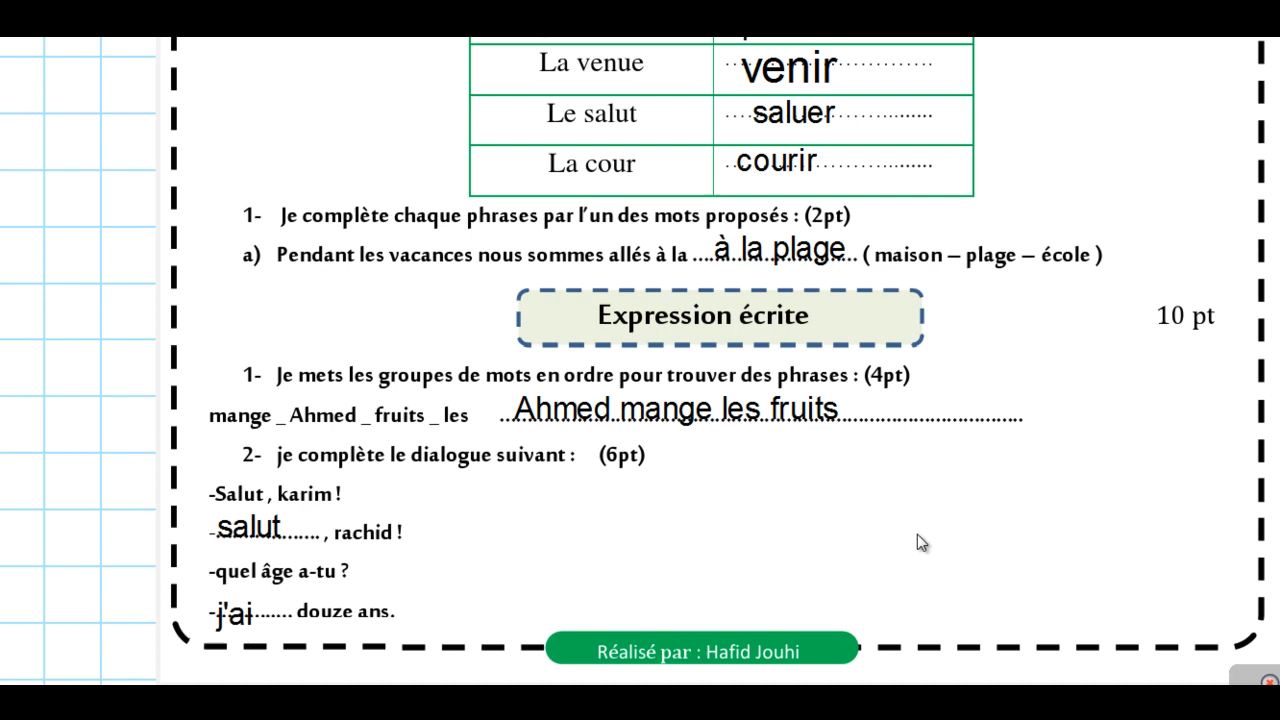 La venue venir
Le salut saluer
La cour courir
1- Je complète chaque phrases par l'un des mots proposés : (2pt)
a) Pendant les vacances nous sommes allés à la .... à la plage .. ( maison – plage – école )
Expression écrite
10 pt
1- Je mets les groupes de mots en ordre pour trouver des phrases : (4pt)
mange _ Ahmed _ fruits _ les Ahmed mange les fruits
2- je complète le dialogue suivant : (6pt)
-Salut , karim !
-salut , rachid !
-quel âge a-tu ?
-j'ai douze ans.
Réalisé par : Hafid Jouhi